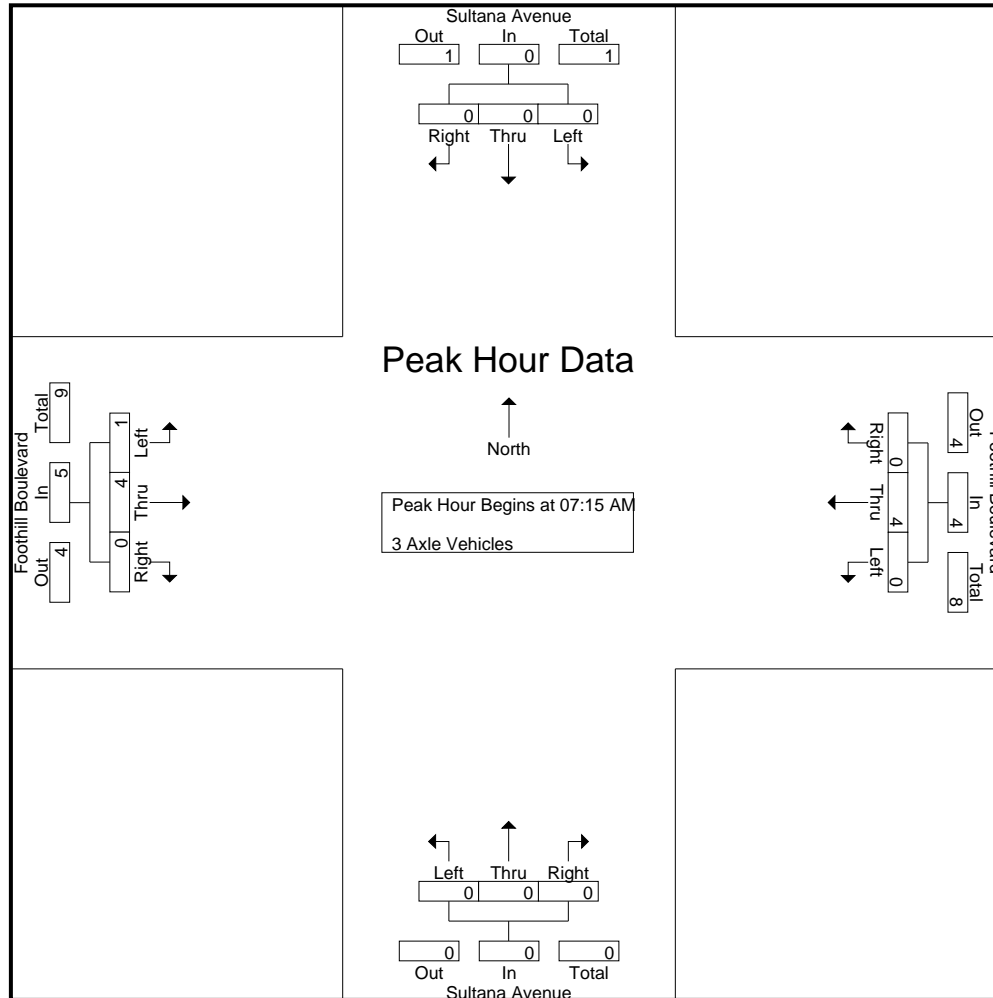 Sultana Avenue
Out In Total
1 0 1
0 0 0
Right Thru Left
Peak Hour Data
North
Peak Hour Begins at 07:15 AM
3 Axle Vehicles
Foothill Boulevard
Total In Out
9 5 4
1 4 0
Left Thru Right
Right Thru Left
0 4 0
4 4 8
Out In Total
Left Thru Right
0 0 0
0 0 0
Out In Total
Sultana Avenue